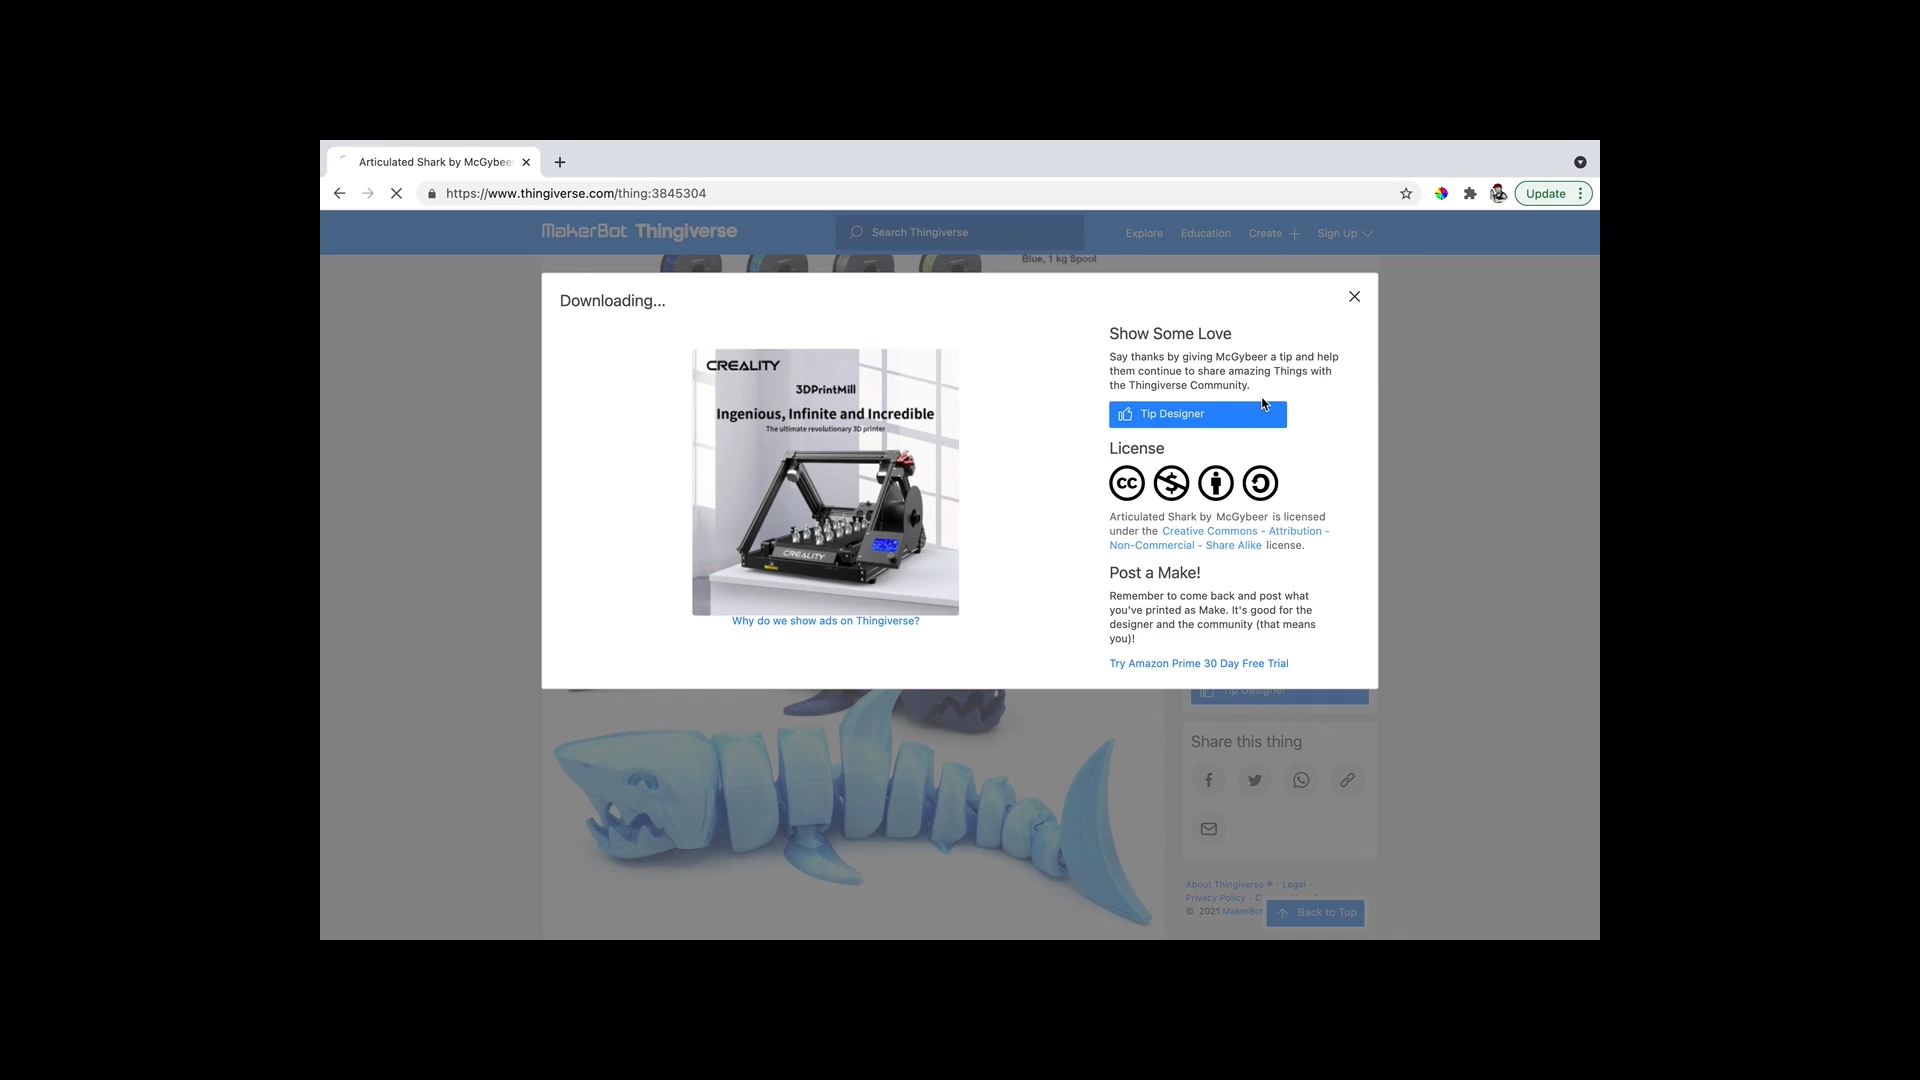 Articulated Shark by McGybee
https://www.thingiverse.com/thing:3845304
Update
MakerBot Thingiverse
Search Thingiverse
Explore
Education
Create
Sign Up
Blue, 1 kg Spool
Downloading...
CREALITY
3DPrintMill
Ingenious, Infinite and Incredible
The ultimate revolutionary 3D printer
CREALITY
Why do we show ads on Thingiverse?
Show Some Love
Say thanks by giving McGybeer a tip and help
them continue to share amazing Things with
the Thingiverse Community.
Tip Designer
License
cc
Articulated Shark by McGybeer is licensed
under the Creative Commons - Attribution -
Non-Commercial - Share Alike license.
Post a Make!
Remember to come back and post what
you've printed as Make. It's good for the
designer and the community (that means
you)!
Try Amazon Prime 30 Day Free Trial
Tip Designer
Share this thing
About Thingiverse ® - Legal -
Privacy Policy - C
© 2021 MakerBot
Back to Top